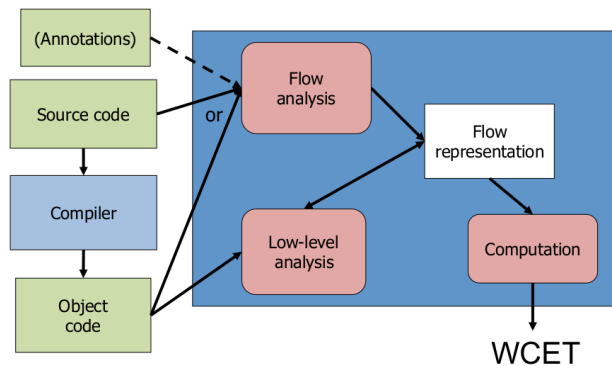 (Annotations)
Source code
Compiler
Object
code
or
Flow
analysis
Low-level
analysis
Flow
representation
Computation
WCET